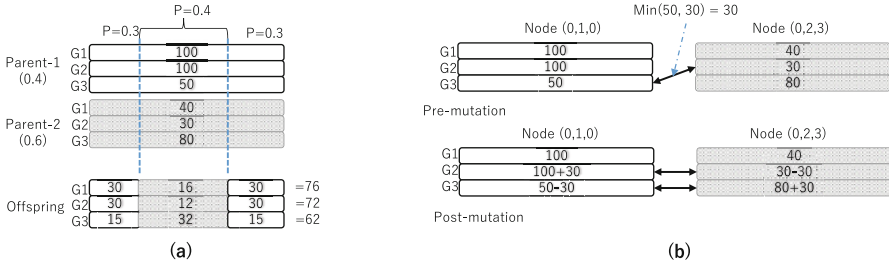 P=0.4
P=0.3 P=0.3
Parent-1
(0.4)
G1 100
G2 100
G3 50
Parent-2
(0.6)
G1 40
G2 30
G3 80
Offspring
G1 30 16 30 =76
G2 30 12 30 =72
G3 15 32 15 =62
(a)
Min(50, 30) = 30
Node (0,1,0) Node (0,2,3)
G1 100 40
G2 100 30
G3 50 80
Pre-mutation
Node (0,1,0) Node (0,2,3)
G1 100 40
G2 100+30 30-30
G3 50-30 80+30
Post-mutation
(b)